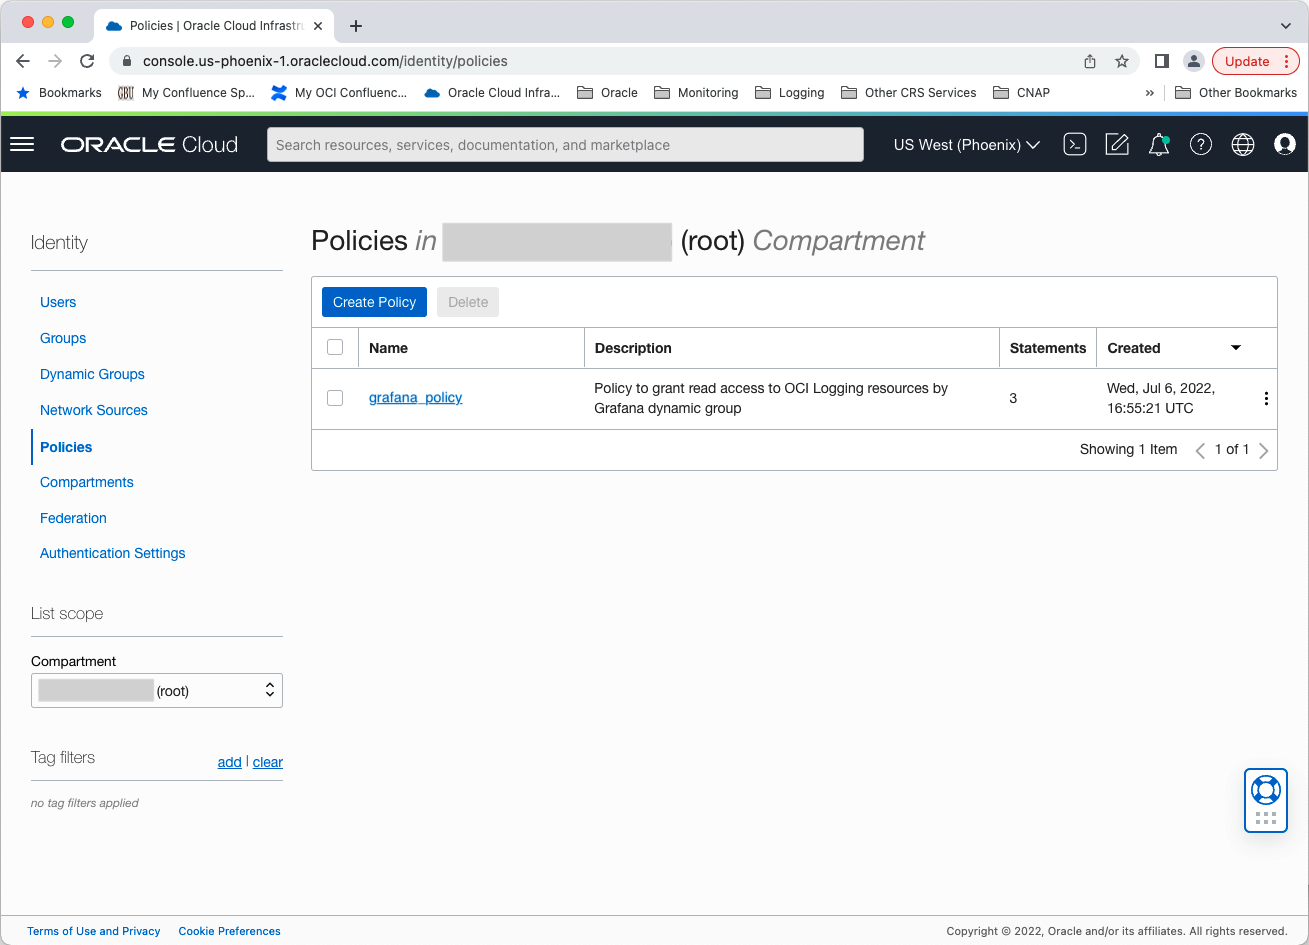 Policies | Oracle Cloud Infrastru
console.us-phoenix-1.oraclecloud.com/identity/policies
Update
Bookmarks
GBU
My Confluence Sp...
My OCI Confluenc...
Oracle Cloud Infra...
Oracle
Monitoring
Logging
Other CRS Services
CNAP
»
Other Bookmarks
ORACLE Cloud
Search resources, services, documentation, and marketplace
US West (Phoenix)
Identity
Users
Groups
Dynamic Groups
Network Sources
Policies
Compartments
Federation
Authentication Settings
List scope
Compartment
(root)
Tag filters
add | clear
no tag filters applied
Policies in (root) Compartment
Create Policy
Delete
Name
Description
Statements
Created
grafana_policy
Policy to grant read access to OCI Logging resources by
Grafana dynamic group
3
Wed, Jul 6, 2022,
16:55:21 UTC
Showing 1 Item
1 of 1
Terms of Use and Privacy
Cookie Preferences
Copyright © 2022, Oracle and/or its affiliates. All rights reserved.